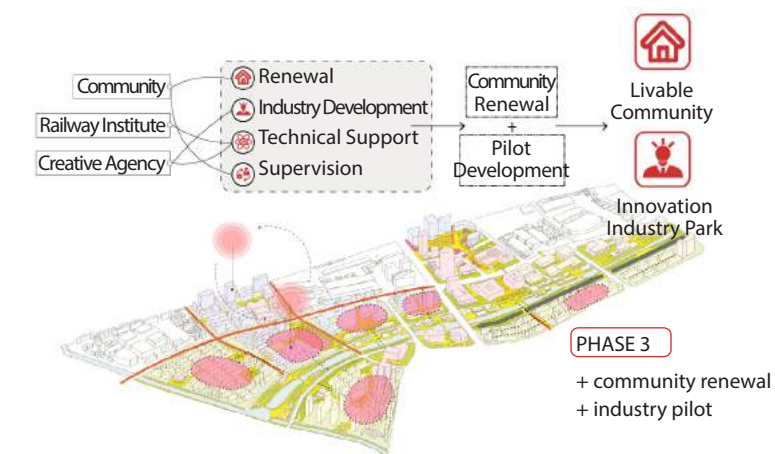 Community
Railway Institute
Creative Agency
Renewal
Industry Development
Technical Support
Supervision
Community
Renewal
+
Pilot
Development
Livable
Community
Innovation
Industry Park
PHASE 3
+ community renewal
+ industry pilot